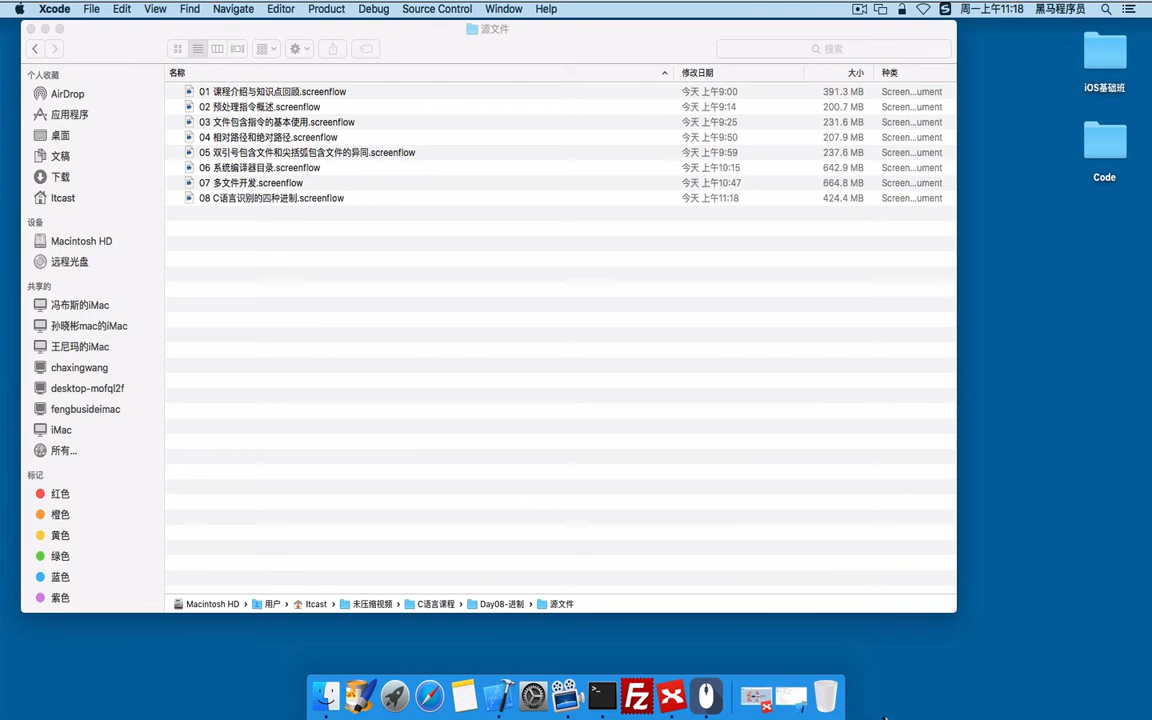 Xcode File Edit View Find Navigate Editor Product Debug Source Control Window Help 周一上午11:18 黑马程序员
源文件
搜索
名称 修改日期 大小 种类
01 课程介绍与知识点回顾.screenflow 今天 上午9:00 391.3 MB Screen...ument
02 预处理指令概述.screenflow 今天 上午9:14 200.7 MB Screen...ument
03 文件包含指令的基本使用.screenflow 今天 上午9:25 231.6 MB Screen...ument
04 相对路径和绝对路径.screenflow 今天 上午9:50 207.9 MB Screen...ument
05 双引号包含文件和尖括弧包含文件的异同.screenflow 今天 上午9:59 237.6 MB Screen...ument
06 系统编译器目录.screenflow 今天 上午10:15 642.9 MB Screen...ument
07 多文件开发.screenflow 今天 上午10:47 664.8 MB Screen...ument
08 C语言识别的四种进制.screenflow 今天 上午11:18 424.4 MB Screen...ument
个人收藏
AirDrop
应用程序
桌面
文稿
下载
Itcast
设备
Macintosh HD
远程光盘
共享的
冯布斯的iMac
孙晓彬mac的iMac
王尼玛的iMac
chaxingwang
desktop-mofql2f
fengbusideimac
iMac
所有...
标记
红色
橙色
黄色
绿色
蓝色
紫色
Macintosh HD › 用户 › Itcast › 未压缩视频 › C语言课程 › Day08-进制 › 源文件
iOS基础班
Code
Fz